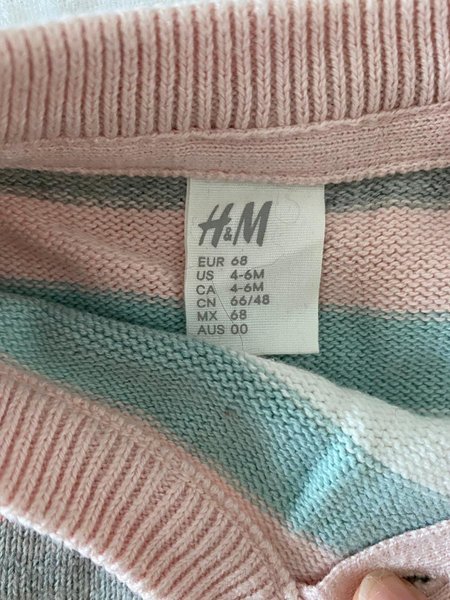 H&M
EUR 68
US 4-6M
CA 4-6M
CN 66/48
MX 68
AUS 00